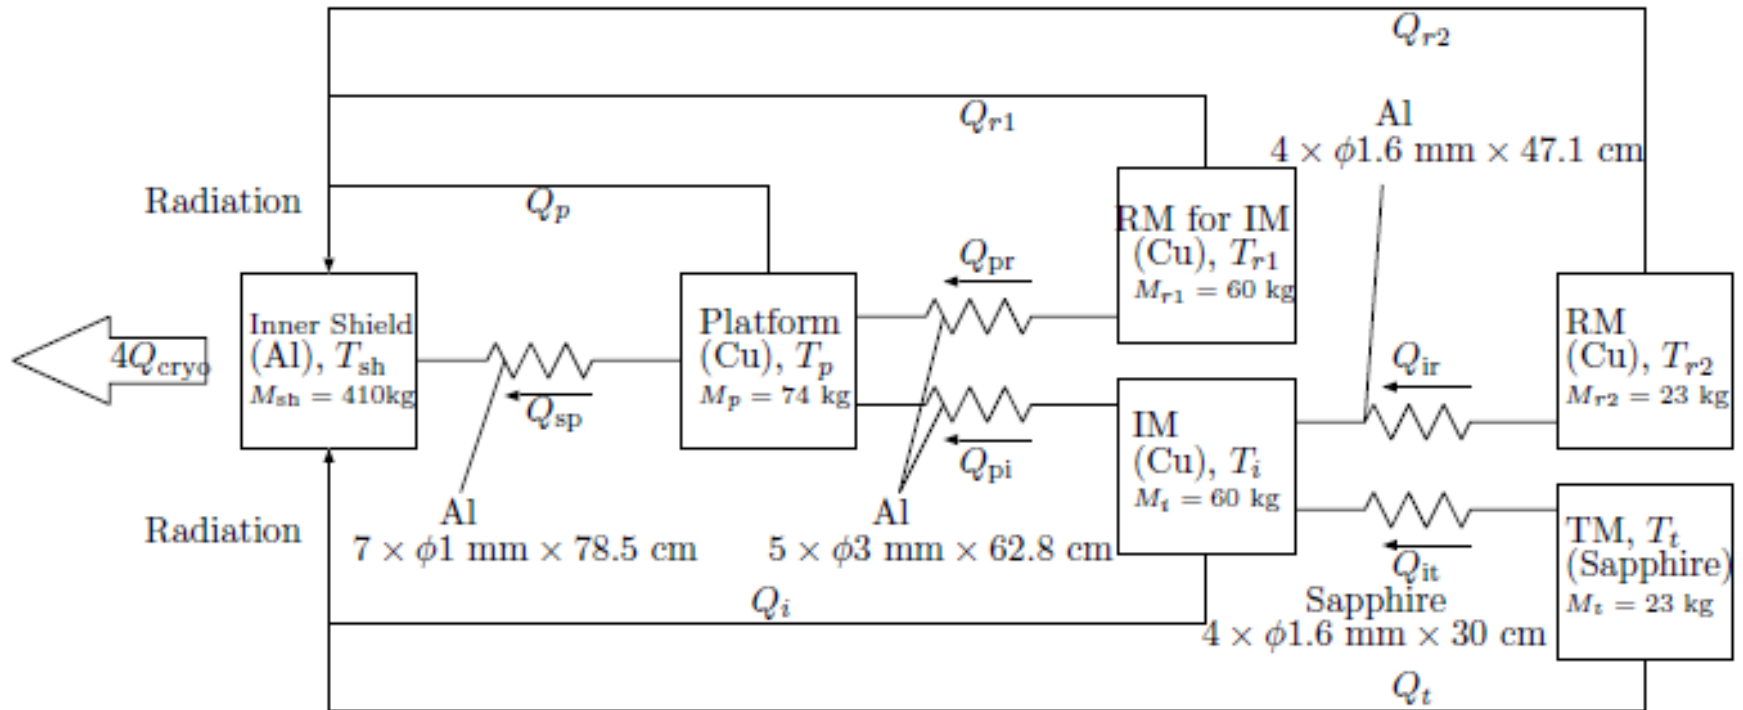 Q_{r2}
Q_{r1}
Al
4 × ϕ1.6 mm × 47.1 cm
Radiation
Q_p
RM for IM
(Cu), T_{r1}
M_{r1} = 60 kg
Q_{pr}
4Q_{cryo}
Inner Shield
(Al), T_{sh}
M_{sh} = 410kg
Q_{sp}
Platform
(Cu), T_p
M_p = 74 kg
Q_{pi}
IM
(Cu), T_i
M_i = 60 kg
Q_{ir}
RM
(Cu), T_{r2}
M_{r2} = 23 kg
Radiation
Al
7 × ϕ1 mm × 78.5 cm
Al
5 × ϕ3 mm × 62.8 cm
Q_{it}
Sapphire
4 × ϕ1.6 mm × 30 cm
TM, T_t
(Sapphire)
M_t = 23 kg
Q_i
Q_t